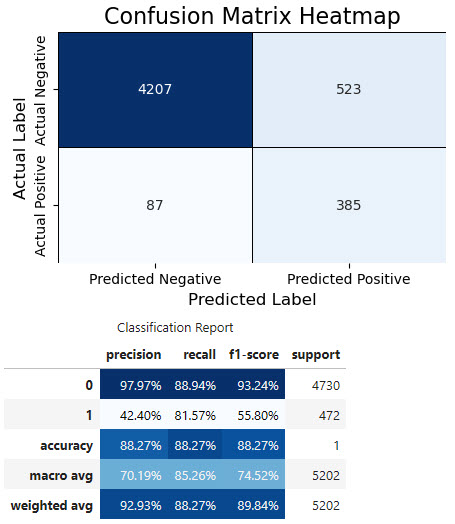 Confusion Matrix Heatmap
Actual Label
Actual Negative
4207 523
Actual Positive
87 385
Predicted Negative Predicted Positive
Predicted Label
Classification Report
precision recall f1-score support
0 97.97% 88.94% 93.24% 4730
1 42.40% 81.57% 55.80% 472
accuracy 88.27% 88.27% 88.27% 1
macro avg 70.19% 85.26% 74.52% 5202
weighted avg 92.93% 88.27% 89.84% 5202